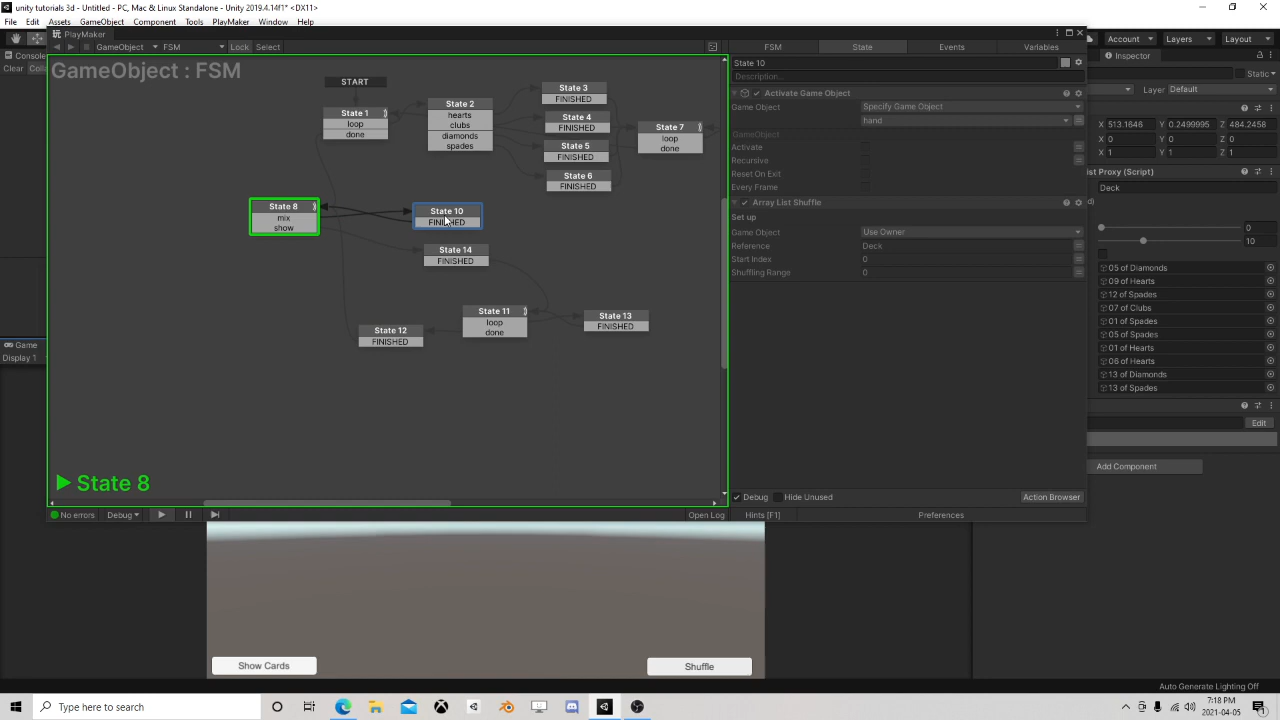 unity tutorials 3d - Untitled - PC, Mac & Linux Standalone - Unity 2019.4.14f1* <DX11>
File Edit Assets GameObject Component Tools PlayMaker Window Help
PlayMaker
Account Layers Layout
GameObject FSM Lock Select
FSM State Events Variables
Console
Clear
Inspector
GameObject : FSM
State 10
Static
Description...
START
Layer Default
Activate Game Object
State 3
FINISHED
Game Object Specify Game Object
hand
State 2
hearts
clubs
diamonds
spades
State 1
loop
done
State 4
FINISHED
State 7
loop
done
X 513.1646 Y 0.2499995 Z 484.2458
X 0 Y 0 Z 0
X 1 Y 1 Z 1
GameObject
Activate
Recursive
Reset On Exit
Every Frame
State 5
FINISHED
State 6
FINISHED
ist Proxy (Script)
Deck
Array List Shuffle
Set up
State 8
mix
show
State 10
FINISHED
Game Object Use Owner
Reference Deck
Start Index 0
Shuffling Range 0
0
10
State 14
FINISHED
05 of Diamonds
09 of Hearts
12 of Spades
07 of Clubs
01 of Spades
05 of Spades
01 of Hearts
06 of Hearts
13 of Diamonds
13 of Spades
State 11
loop
done
State 13
FINISHED
State 12
FINISHED
Game
Display 1
Edit
Add Component
State 8
Debug Hide Unused Action Browser
No errors Debug Open Log Hints [F1] Preferences
Show Cards Shuffle
Auto Generate Lighting Off
Type here to search
7:18 PM
2021-04-05